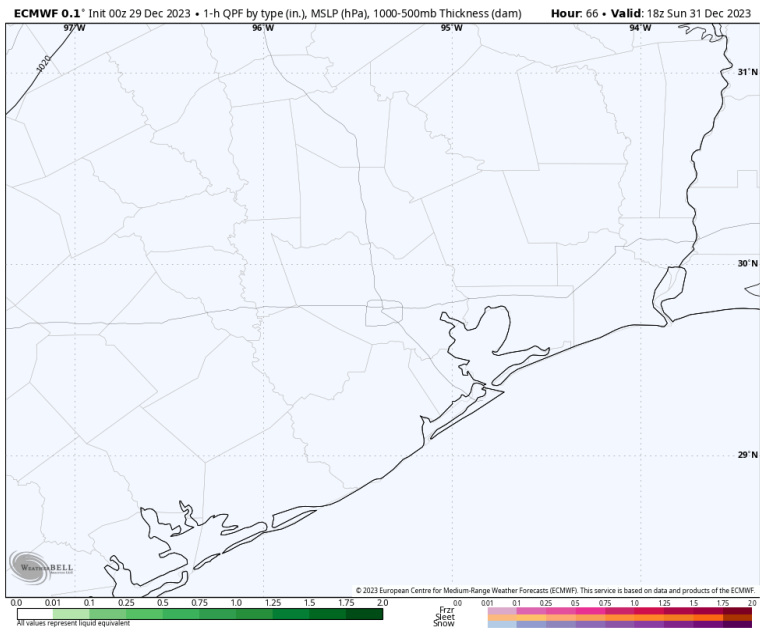 ECMWF 0.1° Init 00z 29 Dec 2023 • 1-h QPF by type (in.), MSLP (hPa), 1000-500mb Thickness (dam)
Hour: 66 • Valid: 18z Sun 31 Dec 2023
97°W 96°W 95°W 94°W
1020
31°N
30°N
29°N
WeatherBELL
© 2023 European Centre for Medium-Range Weather Forecasts (ECMWF). This service is based on data and products of the ECMWF.
0.0 0.01 0.1 0.25 0.5 0.75 1.0 1.25 1.5 1.75 2.0
All values represent liquid equivalent
0.0 0.01 0.1 0.25 0.5 0.75 1.0 1.25 1.5 1.75 2.0
Frzr
Sleet
Snow